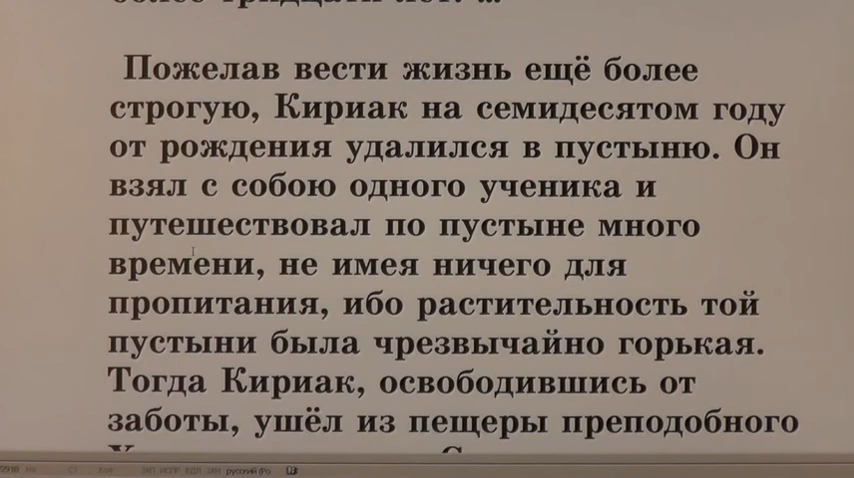 Пожелав вести жизнь ещё более
строгую, Кириак на семидесятом году
от рождения удалился в пустыню. Он
взял с собою одного ученика и
путешествовал по пустыне много
времени, не имея ничего для
пропитания, ибо растительность той
пустыни была чрезвычайно горькая.
Тогда Кириак, освободившись от
заботы, ушёл из пещеры преподобного
русский (Ро